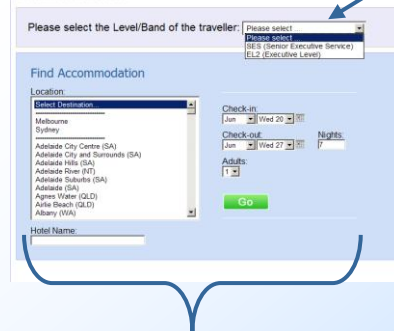 Please select the Level/Band of the traveller: Please select ...
Please select ...
SES (Senior Executive Service)
EL2 (Executive Level)
Find Accommodation
Location:
Select Destination...
--------------------
Melbourne
Sydney
--------------------
Adelaide City Centre (SA)
Adelaide City and Surrounds (SA)
Adelaide Hills (SA)
Adelaide River (NT)
Adelaide Suburbs (SA)
Adelaide (SA)
Agnes Water (QLD)
Airlie Beach (QLD)
Albany (WA)
Hotel Name:
Check-in:
Jun Wed 20
Check-out: Nights:
Jun Wed 27 7
Adults:
1
Go